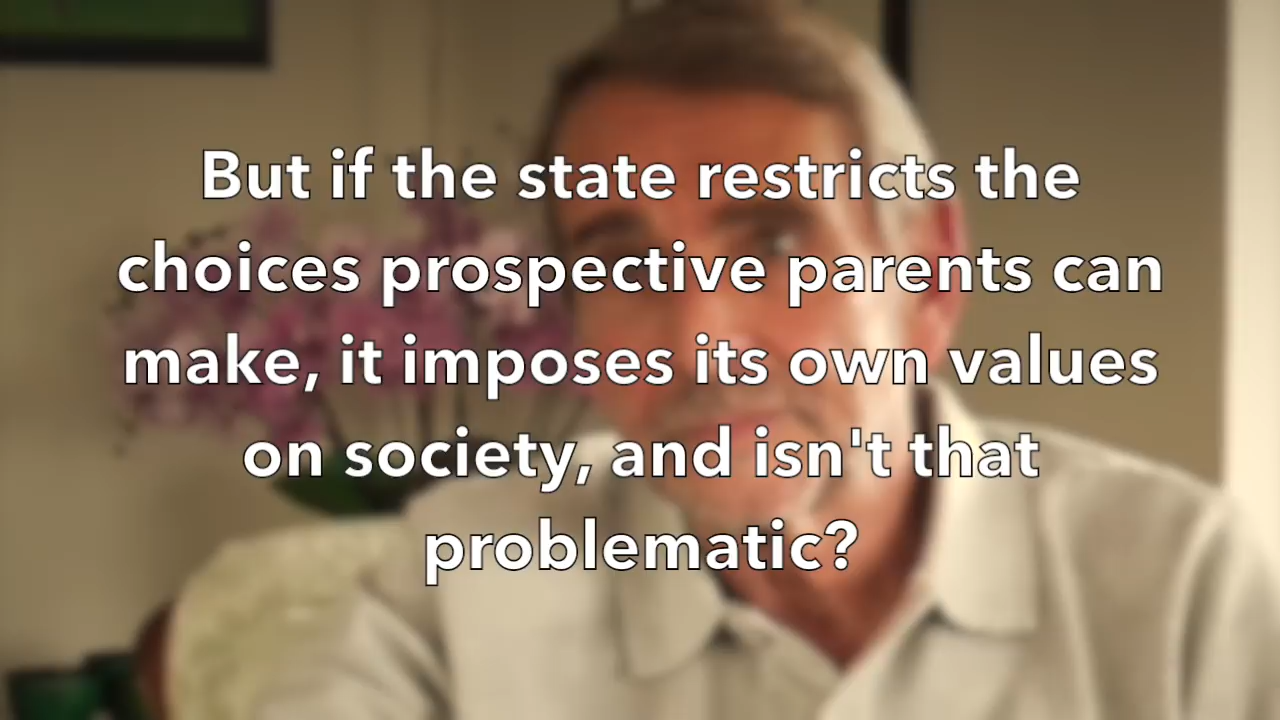 But if the state restricts the
choices prospective parents can
make, it imposes its own values
on society, and isn't that
problematic?